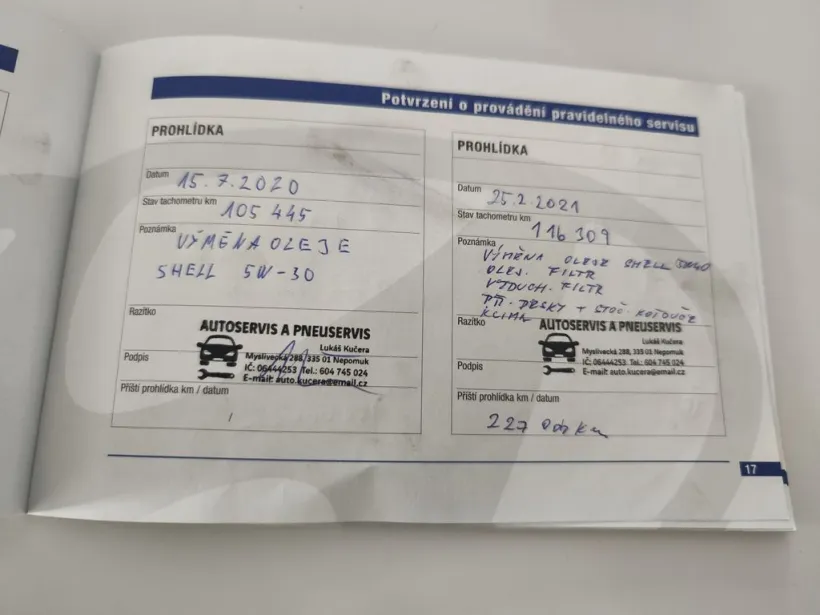 Potvrzení o provádění pravidelného servisu
PROHLÍDKA
Datum 15.7.2020
Stav tachometru km 105 445
Poznámka VÝMĚNA OLEJE
SHELL 5W-30
Razítko
AUTOSERVIS A PNEUSERVIS
Lukáš Kučera
Myslivecká 288, 335 01 Nepomuk
IČ: 06444253 Tel.: 604 745 024
E-mail: auto.kucera@email.cz
Podpis
Příští prohlídka km / datum
PROHLÍDKA
Datum 25.2.2021
Stav tachometru km 116 309
Poznámka
VÝMĚNA OLEJE SHELL
OLEJ. FILTR
VZDUCH. FILTR
PŘ. DESKY + STOČ. KOTOUČE
KLIMA
Razítko
AUTOSERVIS A PNEUSERVIS
Lukáš Kučera
Myslivecká 288, 335 01 Nepomuk
IČ: 06444253 Tel.: 604 745 024
E-mail: auto.kucera@email.cz
Podpis
Příští prohlídka km / datum
17